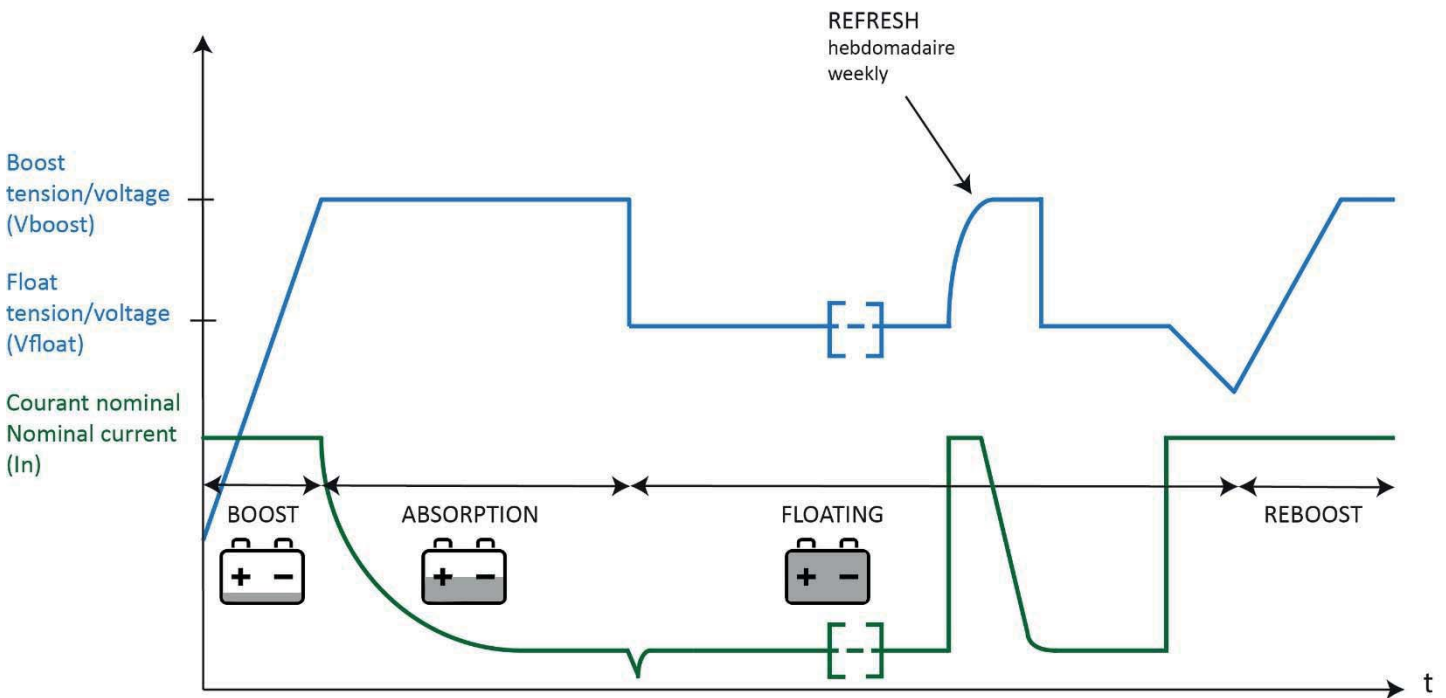 REFRESH
hebdomadaire
weekly
Boost
tension/voltage
(Vboost)
Float
tension/voltage
(Vfloat)
Courant nominal
Nominal current
(In)
BOOST
ABSORPTION
FLOATING
REBOOST
+ −
+ −
+ −
t